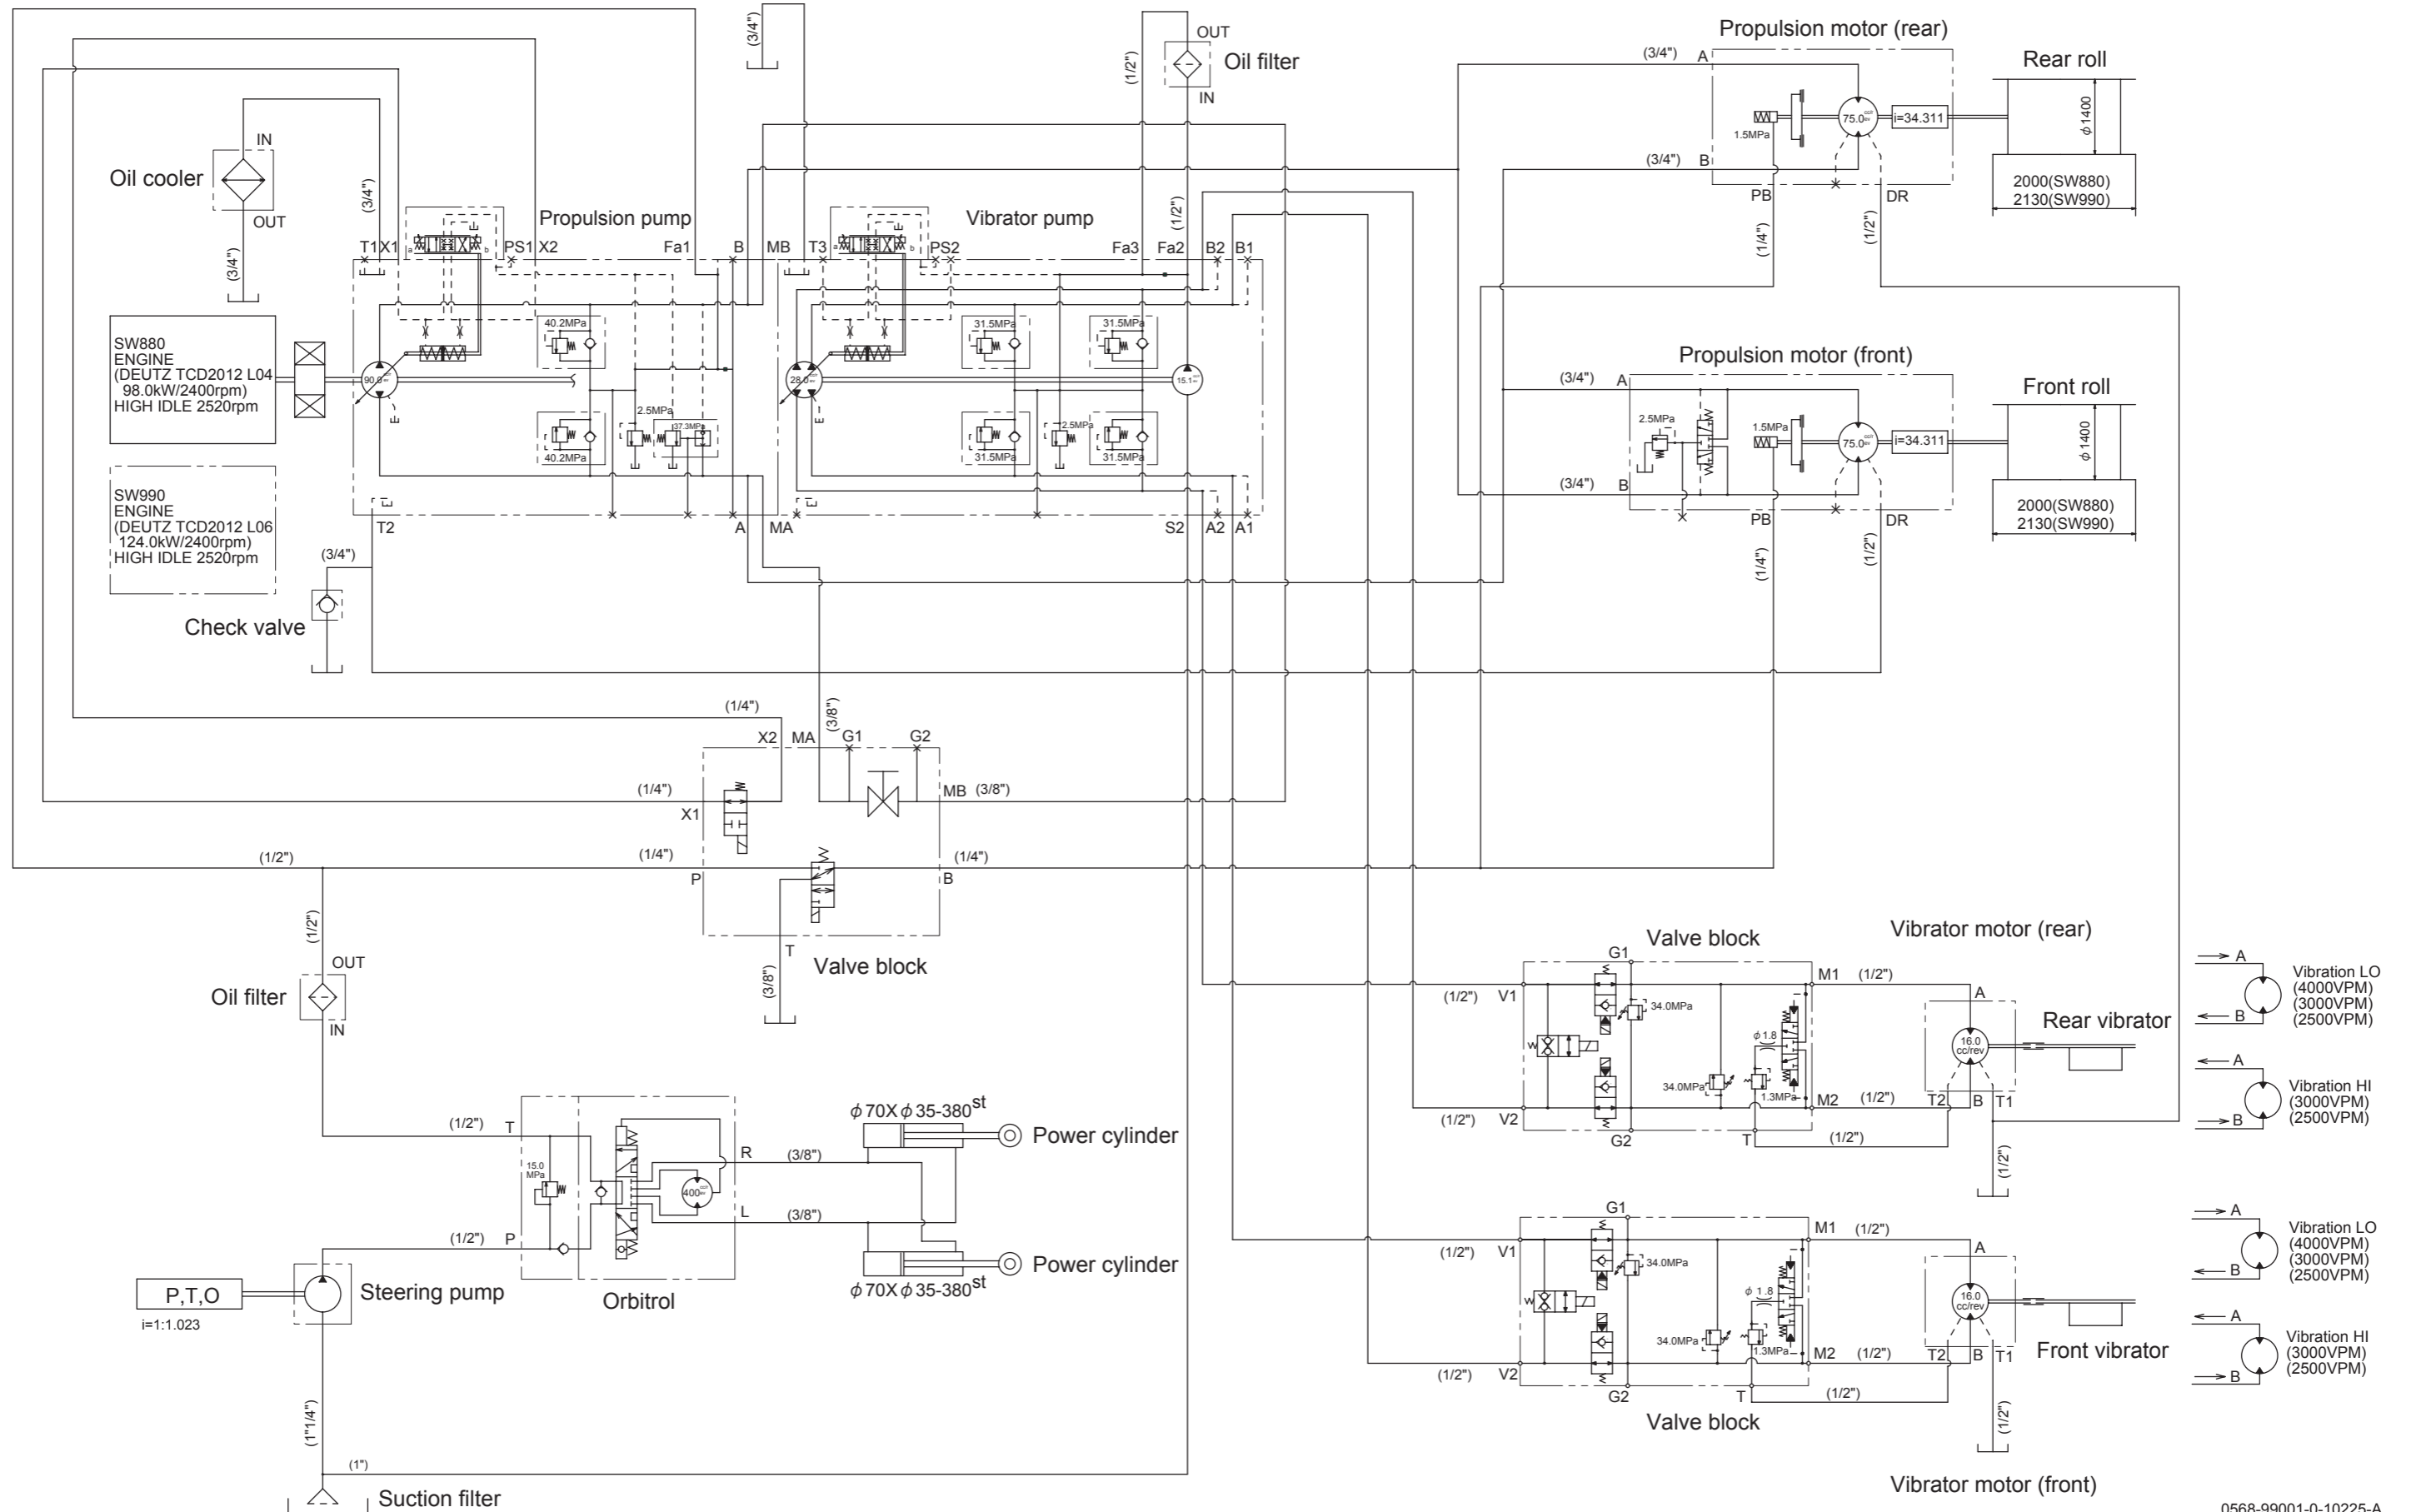 (3/4")
OUT
Oil filter
IN
(1/2")
Propulsion motor (rear)
(3/4")
A
1.5MPa
75.0
i=34.311
(3/4")
B
PB
DR
(1/4")
(1/2")
Rear roll
φ1400
2000(SW880)
2130(SW990)
IN
Oil cooler
OUT
(3/4")
(3/4")
Propulsion pump
Vibrator pump
(1/2")
T1
X1
a
b
PS1
X2
Fa1
B
MB
T3
a
b
PS2
Fa3
Fa2
B2
B1
SW880
ENGINE
(DEUTZ TCD2012 L04
98.0kW/2400rpm)
HIGH IDLE 2520rpm
90.0
40.2MPa
40.2MPa
2.5MPa
37.3MPa
28.0
31.5MPa
31.5MPa
31.5MPa
2.5MPa
31.5MPa
15.1
T2
A
MA
S2
A2
A1
SW990
ENGINE
(DEUTZ TCD2012 L06
124.0kW/2400rpm)
HIGH IDLE 2520rpm
(3/4")
Check valve
Propulsion motor (front)
(3/4")
A
2.5MPa
1.5MPa
75.0
i=34.311
(3/4")
B
PB
DR
(1/4")
(1/2")
Front roll
φ1400
2000(SW880)
2130(SW990)
(1/4")
X2
MA
(3/8")
G1
G2
(1/4")
X1
MB
(3/8")
(1/2")
(1/4")
P
(1/4")
B
T
(3/8")
Valve block
(1/2")
OUT
Oil filter
IN
(1/2")
T
15.0
MPa
400
R
(3/8")
L
(3/8")
(1/2")
P
Orbitrol
φ70Xφ35-380st
Power cylinder
Power cylinder
φ70Xφ35-380st
P,T,O
i=1:1.023
Steering pump
(1"1/4")
(1")
Suction filter
Valve block
Vibrator motor (rear)
G1
(1/2")
V1
34.0MPa
φ1.8
34.0MPa
1.3MPa
M1
(1/2")
A
16.0
cc/rev
Rear vibrator
(1/2")
V2
G2
T
(1/2")
M2
(1/2")
T2
B
T1
(1/2")
A
B
Vibration LO
(4000VPM)
(3000VPM)
(2500VPM)
A
B
Vibration HI
(3000VPM)
(2500VPM)
G1
(1/2")
V1
34.0MPa
φ1.8
34.0MPa
1.3MPa
M1
(1/2")
A
16.0
cc/rev
Front vibrator
(1/2")
V2
G2
T
(1/2")
M2
(1/2")
T2
B
T1
(1/2")
Valve block
Vibrator motor (front)
A
B
Vibration LO
(4000VPM)
(3000VPM)
(2500VPM)
A
B
Vibration HI
(3000VPM)
(2500VPM)
0568-99001-0-10225-A